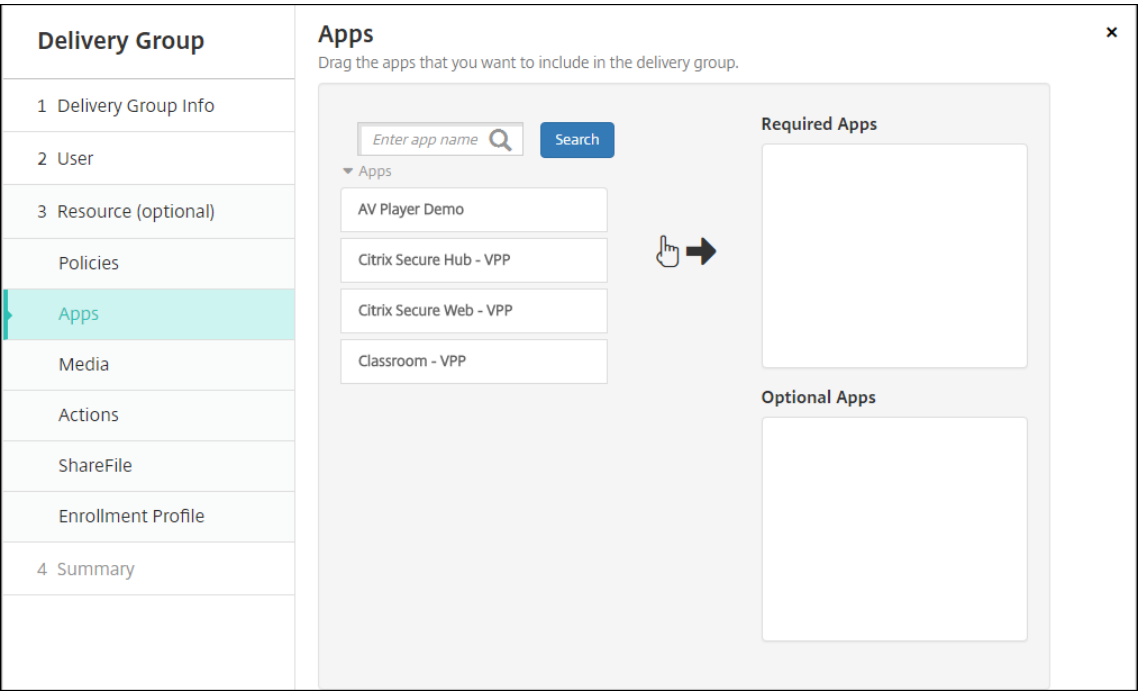 Delivery Group
1 Delivery Group Info
2 User
3 Resource (optional)
Policies
Apps
Media
Actions
ShareFile
Enrollment Profile
4 Summary
Apps
Drag the apps that you want to include in the delivery group.
Enter app name
Search
Apps
AV Player Demo
Citrix Secure Hub - VPP
Citrix Secure Web - VPP
Classroom - VPP
Required Apps
Optional Apps